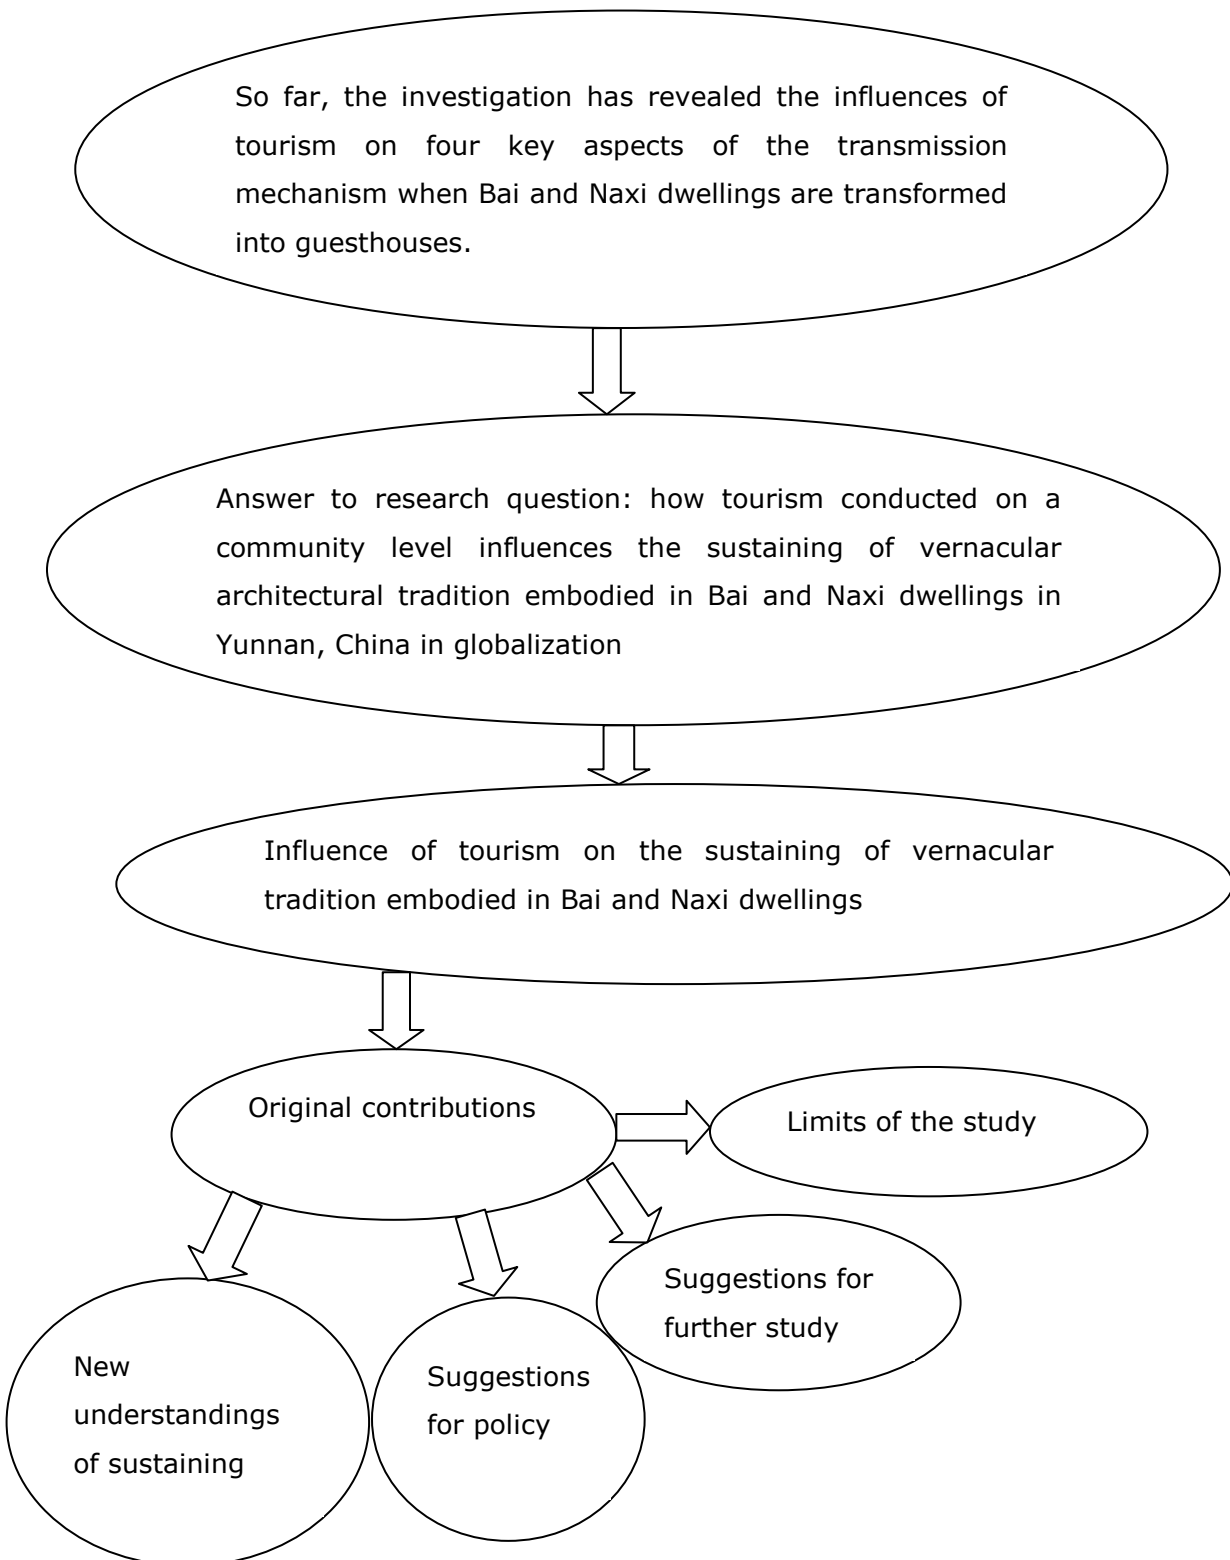 So far, the investigation has revealed the influences of
tourism on four key aspects of the transmission
mechanism when Bai and Naxi dwellings are transformed
into guesthouses.
Answer to research question: how tourism conducted on a
community level influences the sustaining of vernacular
architectural tradition embodied in Bai and Naxi dwellings in
Yunnan, China in globalization
Influence of tourism on the sustaining of vernacular
tradition embodied in Bai and Naxi dwellings
Original contributions
Limits of the study
Suggestions for
further study
New
understandings
of sustaining
Suggestions
for policy